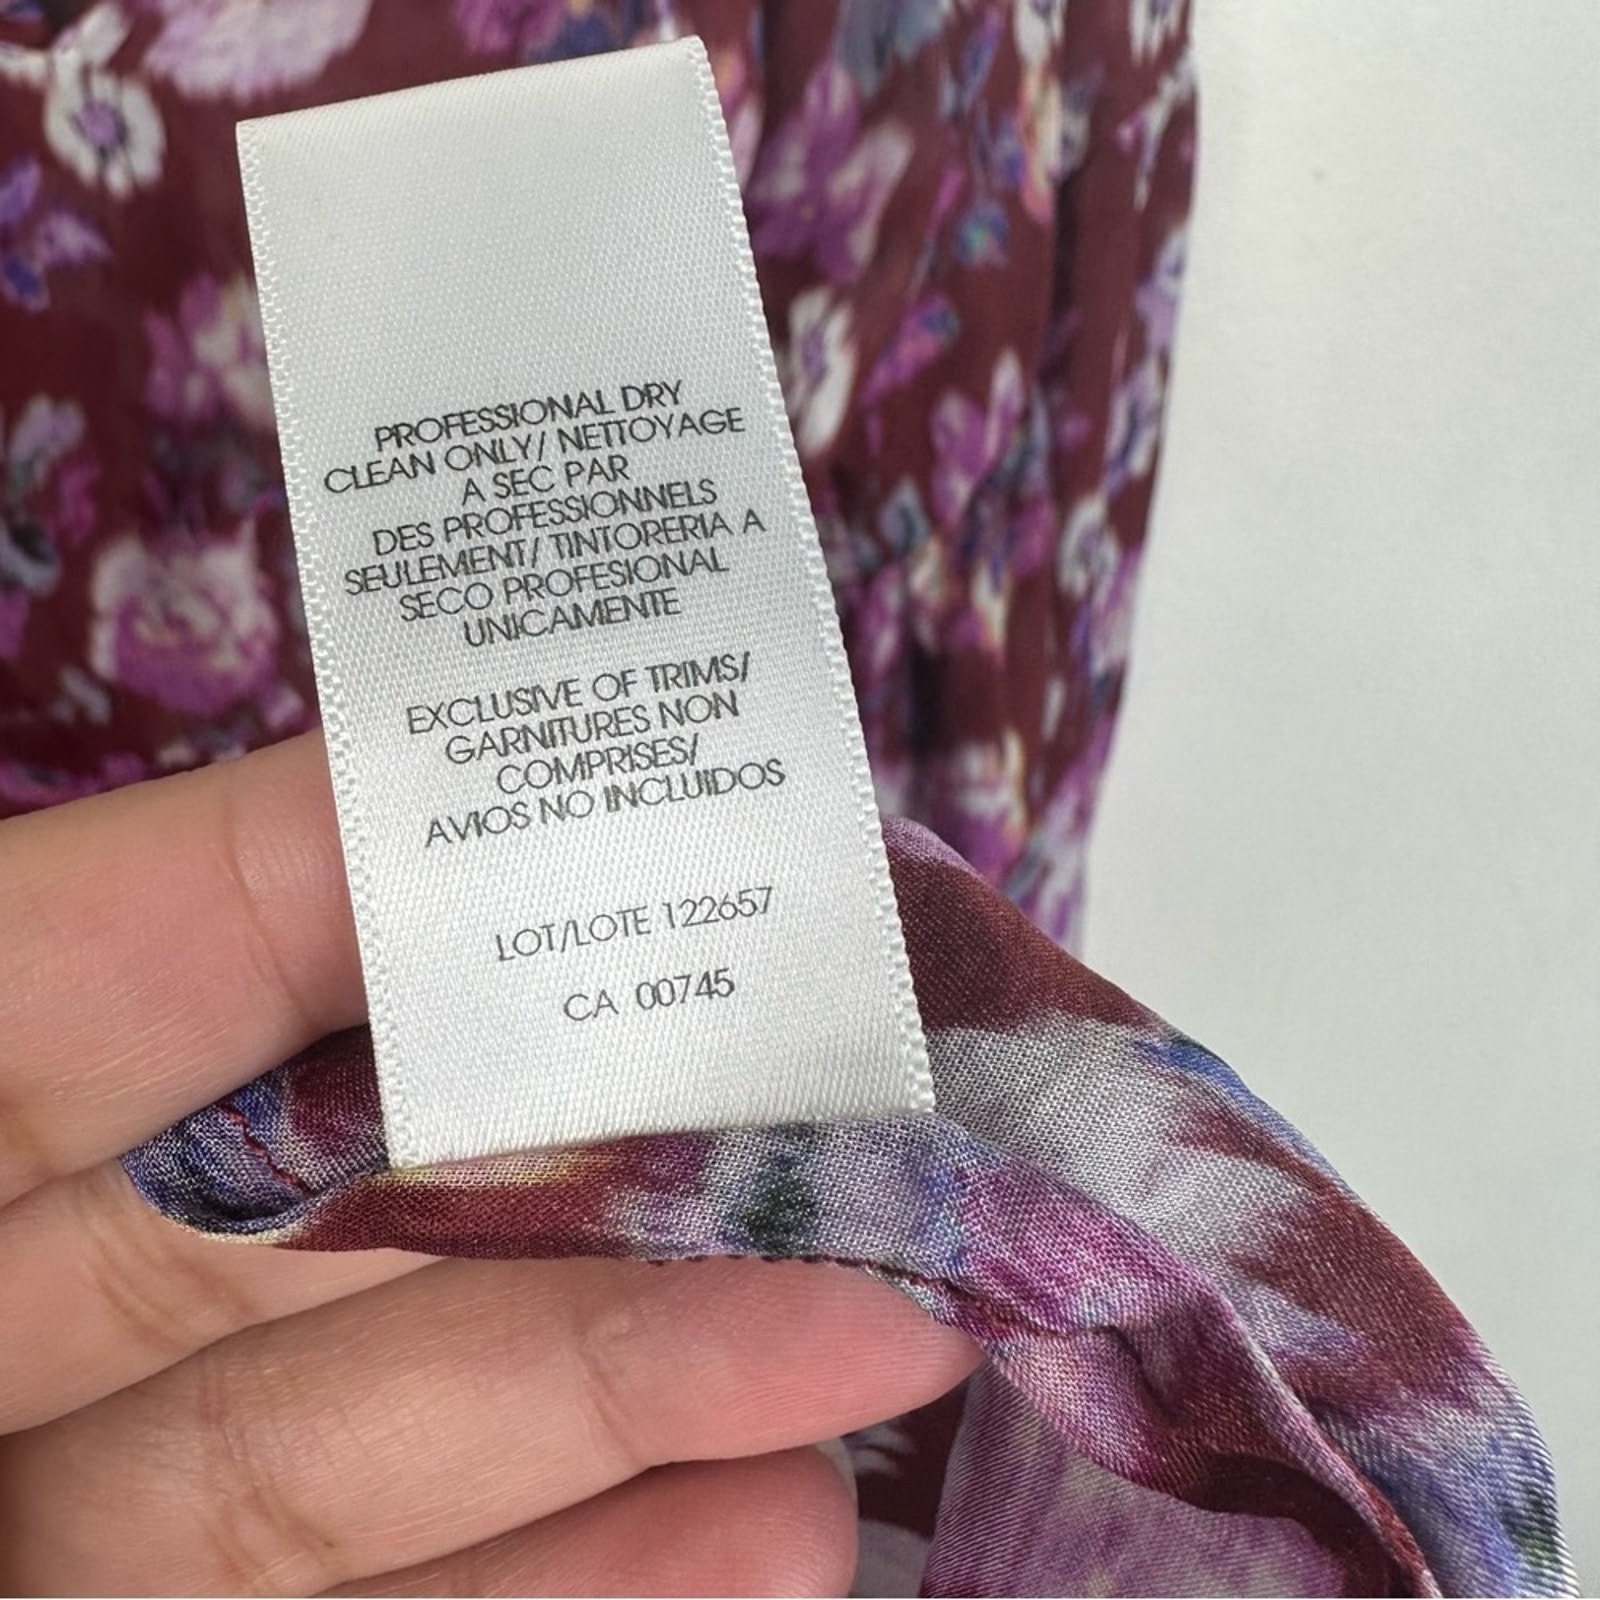 PROFESSIONAL DRY
CLEAN ONLY/ NETTOYAGE
A SEC PAR
DES PROFESSIONNELS
SEULEMENT/ TINTORERIA A
SECO PROFESIONAL
UNICAMENTE
EXCLUSIVE OF TRIMS/
GARNITURES NON
COMPRISES/
AVIOS NO INCLUIDOS
LOT/LOTE 122657
CA 00745